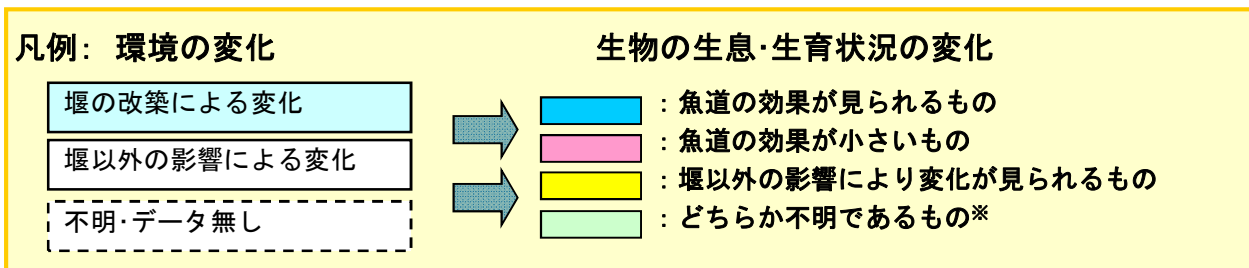 凡例： 環境の変化
堰の改築による変化
堰以外の影響による変化
不明・データ無し
生物の生息・生育状況の変化
：魚道の効果が見られるもの
：魚道の効果が小さいもの
：堰以外の影響により変化が見られるもの
：どちらか不明であるもの※